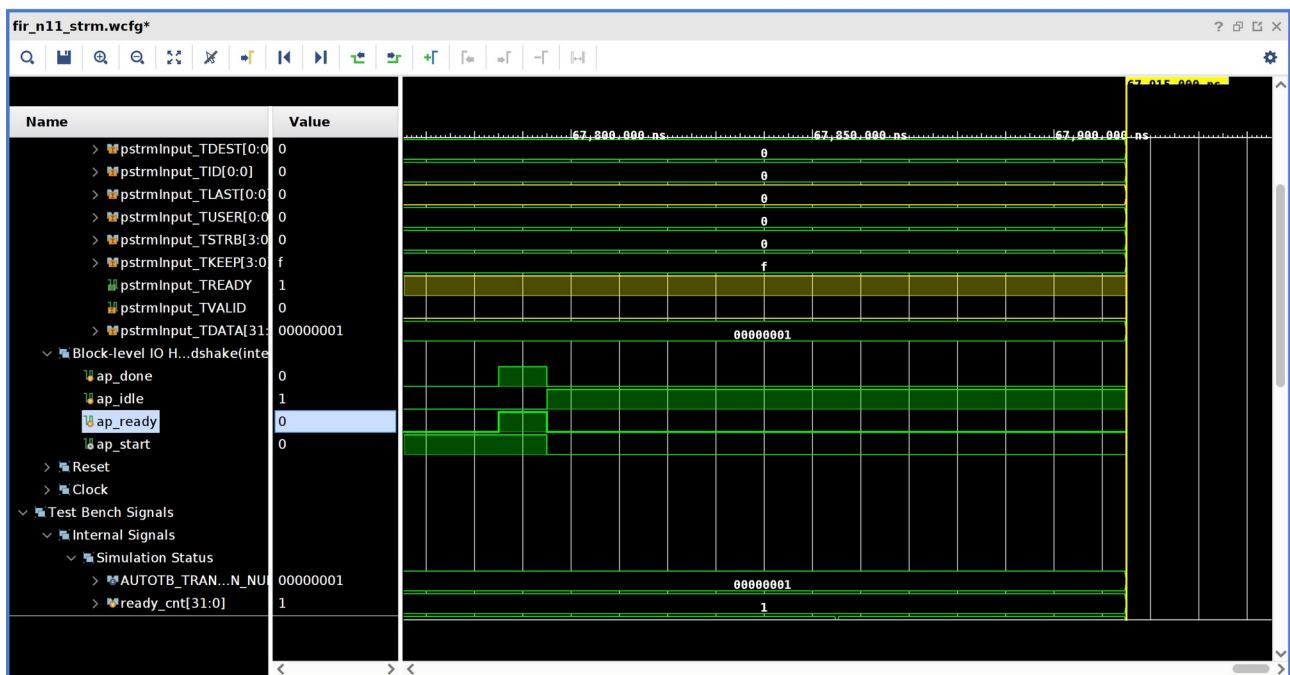 fir_n11_strm.wcfg*
Name Value
67,915.000 ns
67,800.000 ns 67,850.000 ns 67,900.000 ns
pstrmInput_TDEST[0:0 0 0
pstrmInput_TID[0:0] 0 0
pstrmInput_TLAST[0:0] 0 0
pstrmInput_TUSER[0:0 0 0
pstrmInput_TSTRB[3:0 0 0
pstrmInput_TKEEP[3:0] f f
pstrmInput_TREADY 1
pstrmInput_TVALID 0
pstrmInput_TDATA[31: 00000001 00000001
Block-level IO H...dshake(inte
ap_done 0
ap_idle 1
ap_ready 0
ap_start 0
Reset
Clock
Test Bench Signals
Internal Signals
Simulation Status
AUTOTB_TRAN...N_NUI 00000001 00000001
ready_cnt[31:0] 1 1